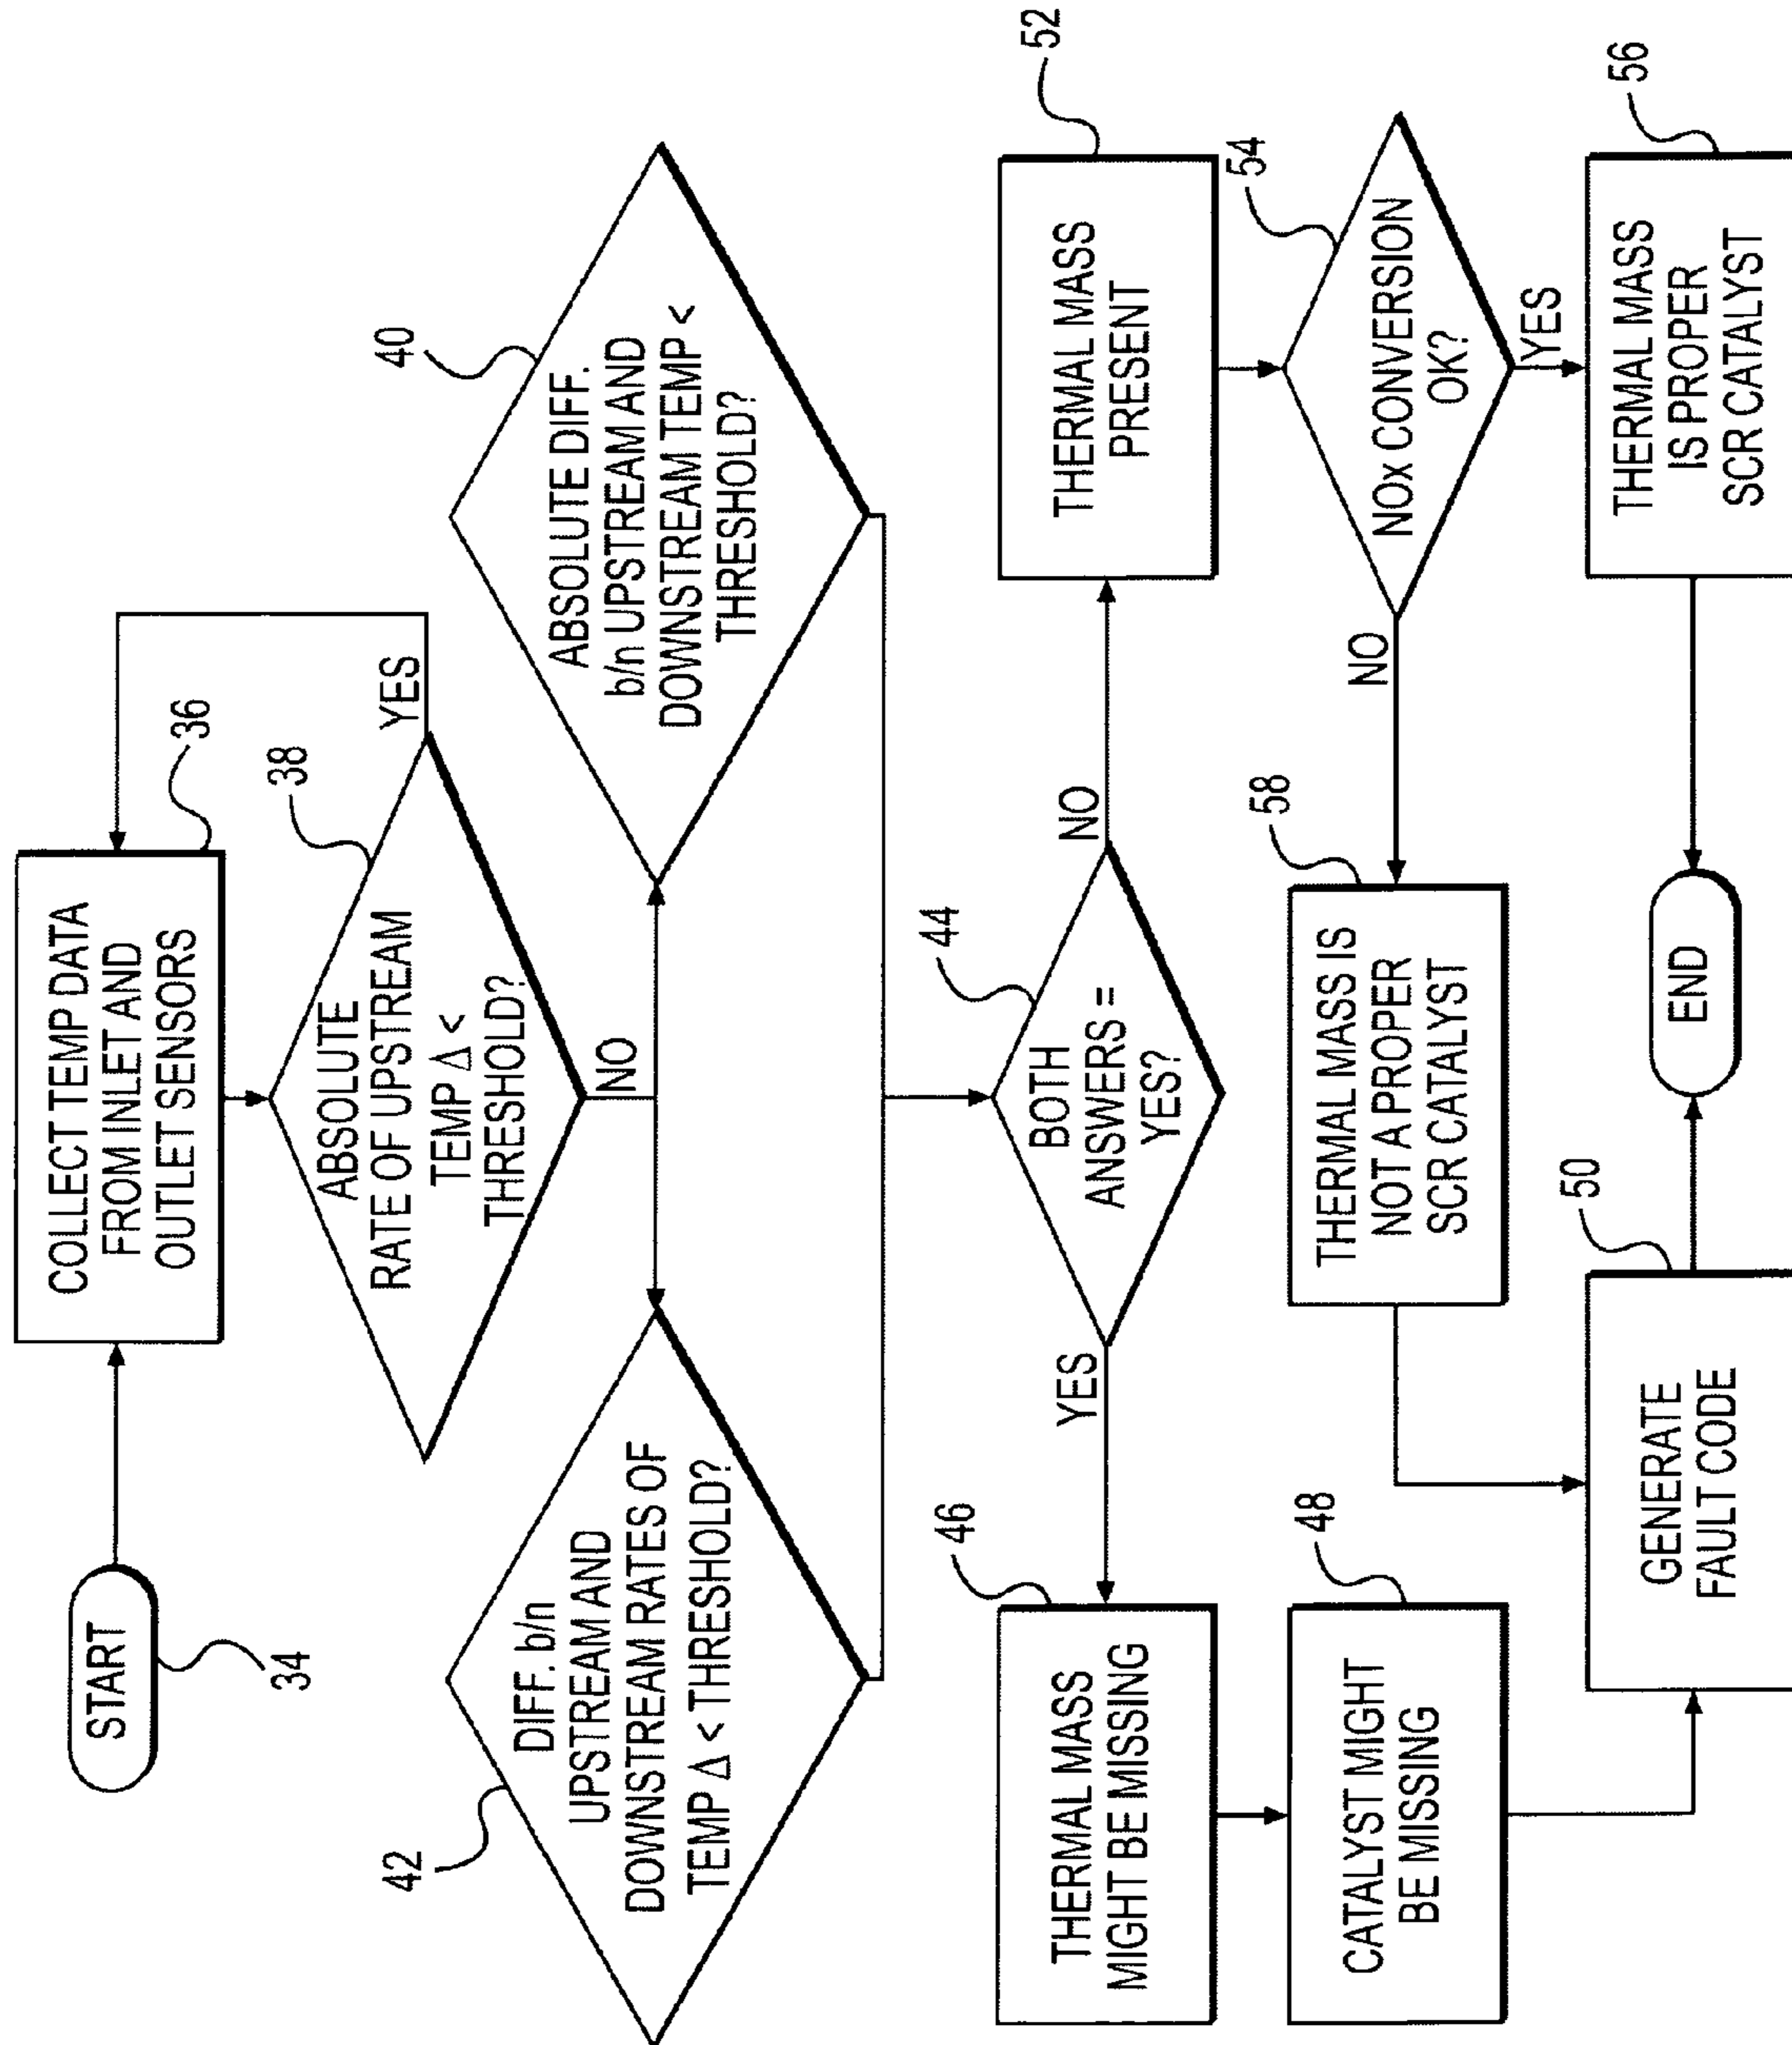 START
34
COLLECT TEMP DATA
FROM INLET AND
OUTLET SENSORS
36
38
ABSOLUTE
RATE OF UPSTREAM
TEMP Δ <
THRESHOLD?
YES
NO
42
DIFF. b/n
UPSTREAM AND
DOWNSTREAM RATES OF
TEMP Δ < THRESHOLD?
40
ABSOLUTE DIFF.
b/n UPSTREAM AND
DOWNSTREAM TEMP <
THRESHOLD?
44
BOTH
ANSWERS =
YES?
YES
NO
46
THERMAL MASS
MIGHT BE MISSING
52
THERMAL MASS
PRESENT
48
CATALYST MIGHT
BE MISSING
58
THERMAL MASS IS
NOT A PROPER
SCR CATALYST
NO
54
NOx CONVERSION
OK?
YES
50
GENERATE
FAULT CODE
END
56
THERMAL MASS
IS PROPER
SCR CATALYST